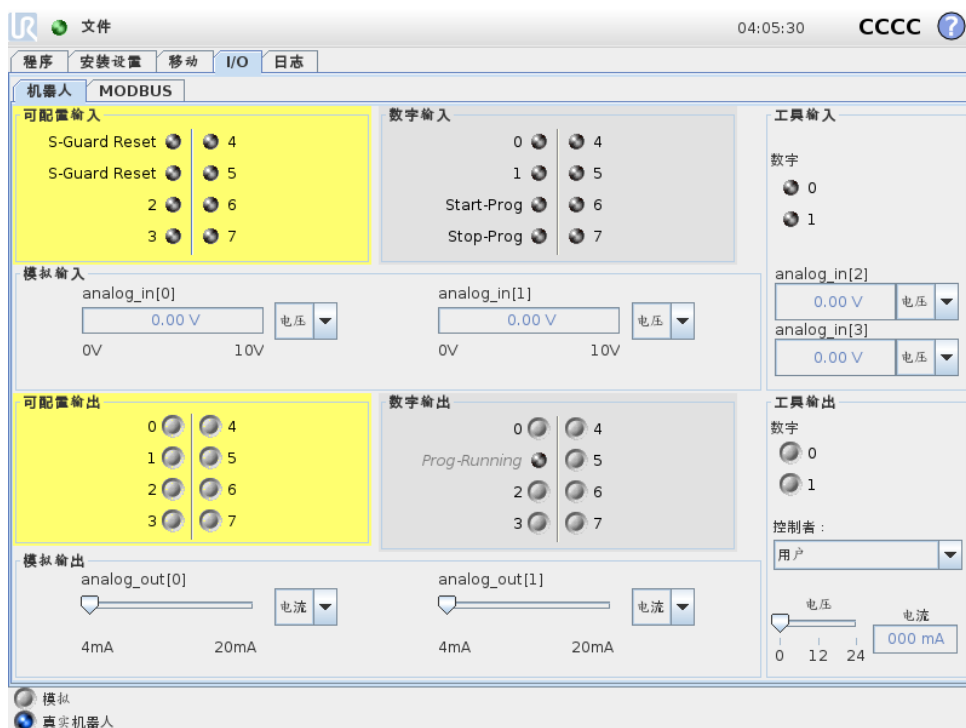 UR 文件 04:05:30 CCCC ?
程序 安装设置 移动 I/O 日志
机器人 MODBUS
可配置输入
S-Guard Reset 4
S-Guard Reset 5
2 6
3 7
数字输入
0 4
1 5
Start-Prog 6
Stop-Prog 7
工具输入
数字
0
1
模拟输入
analog_in[0]
0.00 V 电压
0V 10V
analog_in[1]
0.00 V 电压
0V 10V
analog_in[2]
0.00 V 电压
analog_in[3]
0.00 V 电压
可配置输出
0 4
1 5
2 6
3 7
数字输出
0 4
Prog-Running 5
2 6
3 7
工具输出
数字
0
1
控制者：
用户
模拟输出
analog_out[0]
电流
4mA 20mA
analog_out[1]
电流
4mA 20mA
电压
0 12 24
电流
000 mA
模拟
真实机器人